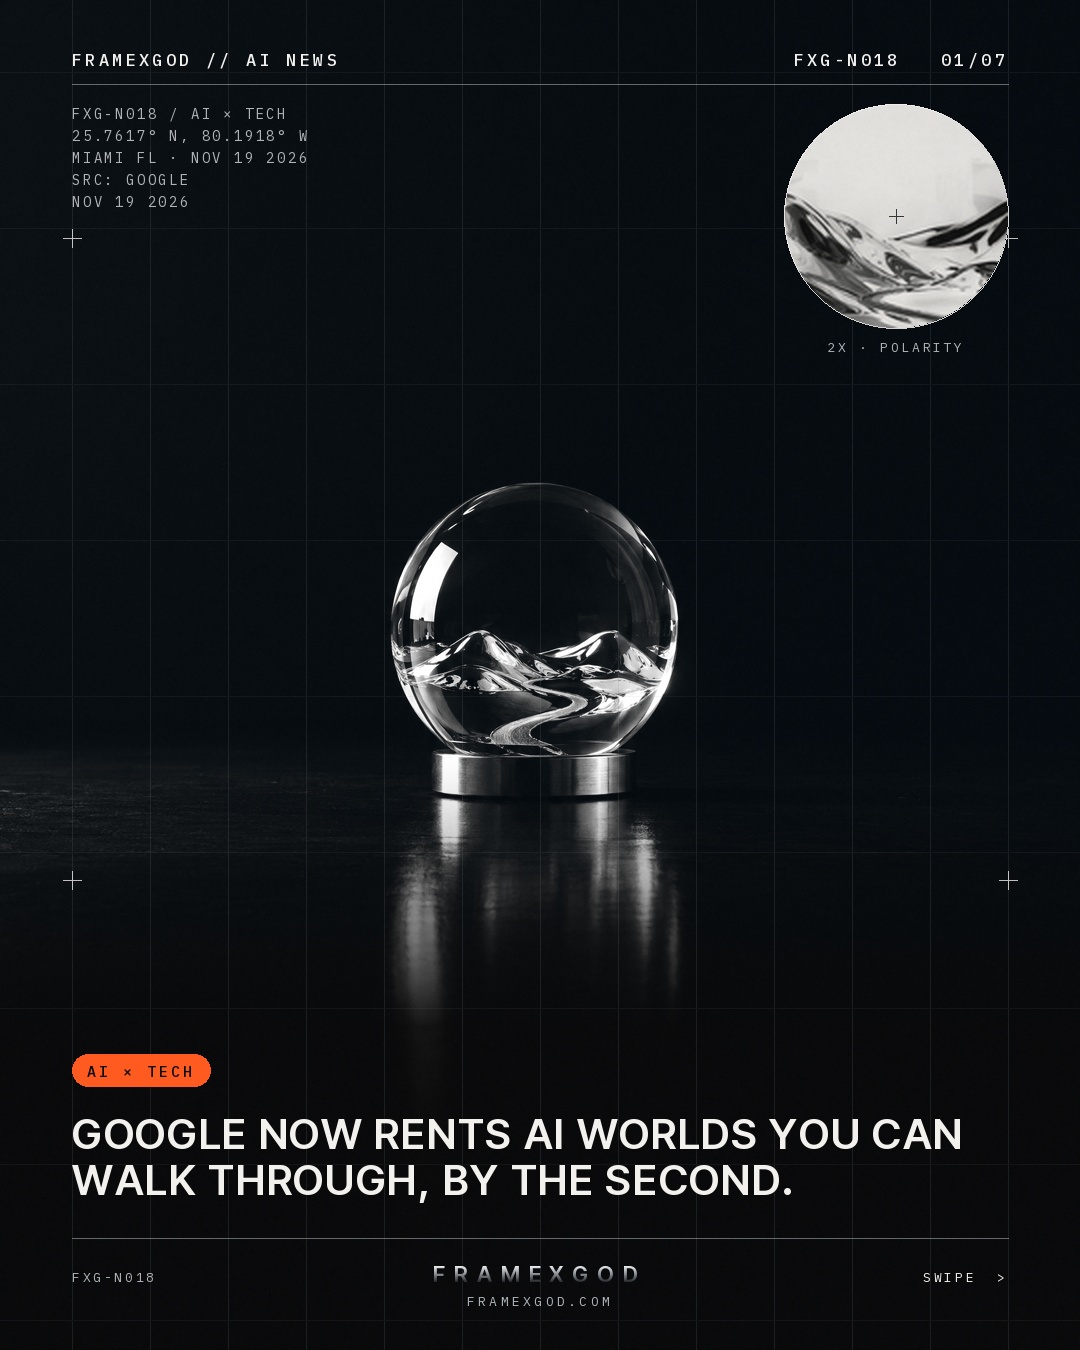 FRAMEXGOD // AI NEWS
FXG-N018 01/07
FXG-N018 / AI × TECH
25.7617° N, 80.1918° W
MIAMI FL · NOV 19 2026
SRC: GOOGLE
NOV 19 2026
2X · POLARITY
AI × TECH
GOOGLE NOW RENTS AI WORLDS YOU CAN
WALK THROUGH, BY THE SECOND.
FXG-N018
FRAMEXGOD
FRAMEXGOD.COM
SWIPE >